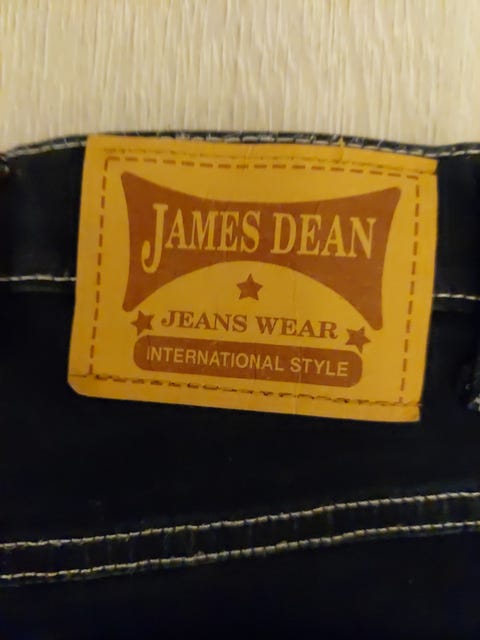 JAMES DEAN
JEANS WEAR
INTERNATIONAL STYLE